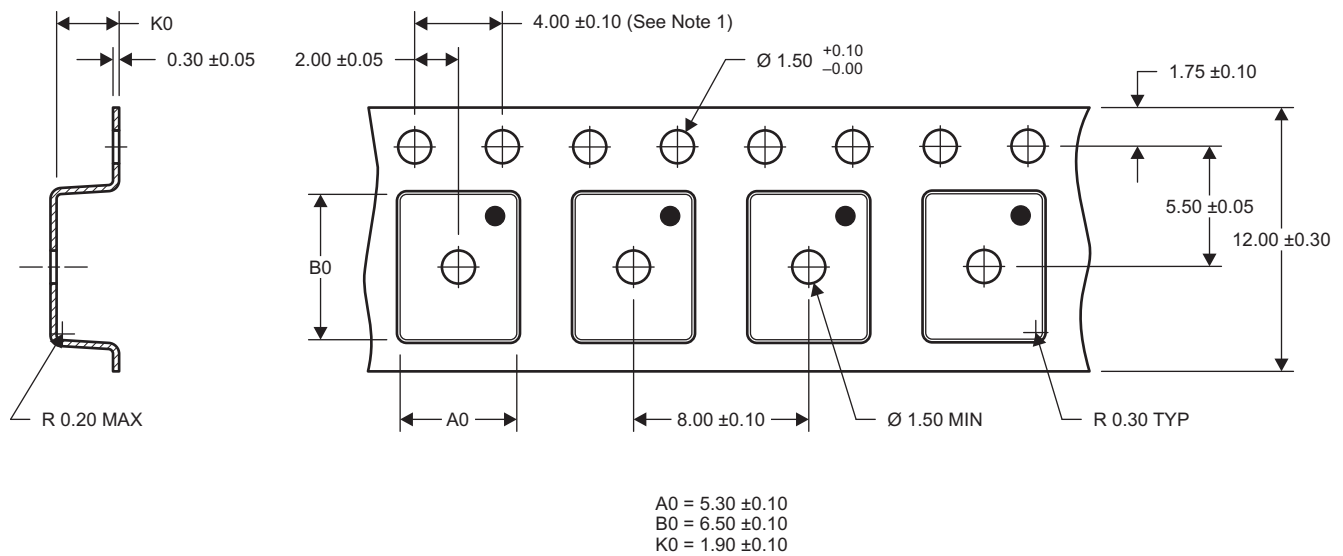 K0
4.00 ±0.10 (See Note 1)
0.30 ±0.05
2.00 ±0.05
Ø 1.50 +0.10 –0.00
1.75 ±0.10
5.50 ±0.05
12.00 ±0.30
B0
R 0.20 MAX
A0
8.00 ±0.10
Ø 1.50 MIN
R 0.30 TYP
A0 = 5.30 ±0.10
B0 = 6.50 ±0.10
K0 = 1.90 ±0.10